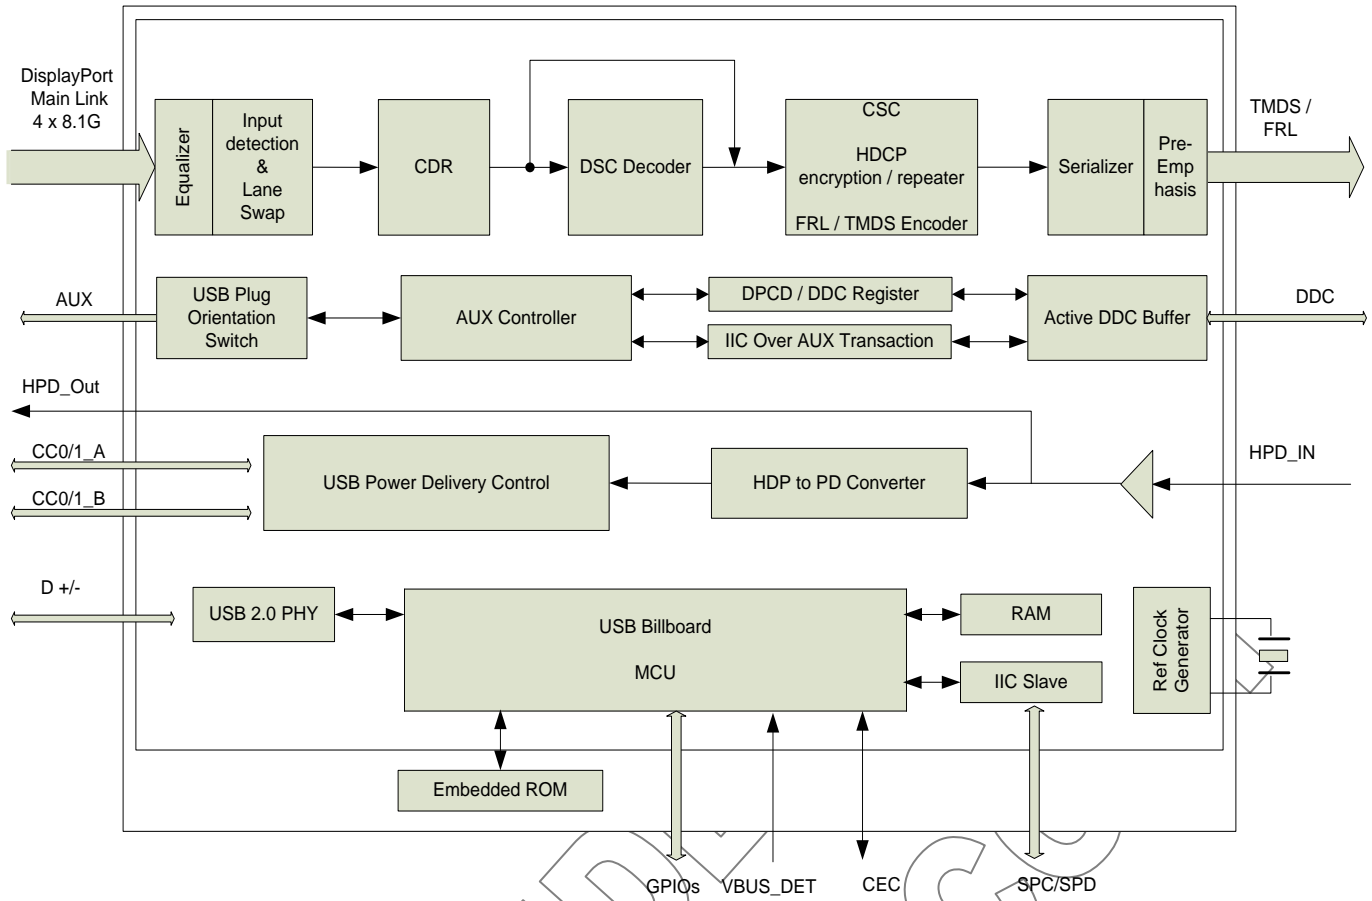 DisplayPort
Main Link
4 x 8.1G
Equalizer
Input
detection
&
Lane
Swap
CDR
DSC Decoder
CSC
HDCP
encryption / repeater
FRL / TMDS Encoder
Serializer
Pre-
Emp
hasis
TMDS /
FRL
AUX
USB Plug
Orientation
Switch
AUX Controller
DPCD / DDC Register
IIC Over AUX Transaction
Active DDC Buffer
DDC
HPD_Out
CC0/1_A
CC0/1_B
USB Power Delivery Control
HDP to PD Converter
HPD_IN
D +/-
USB 2.0 PHY
USB Billboard
MCU
RAM
IIC Slave
Ref Clock
Generator
Embedded ROM
GPIOs
VBUS_DET
CEC
SPC/SPD